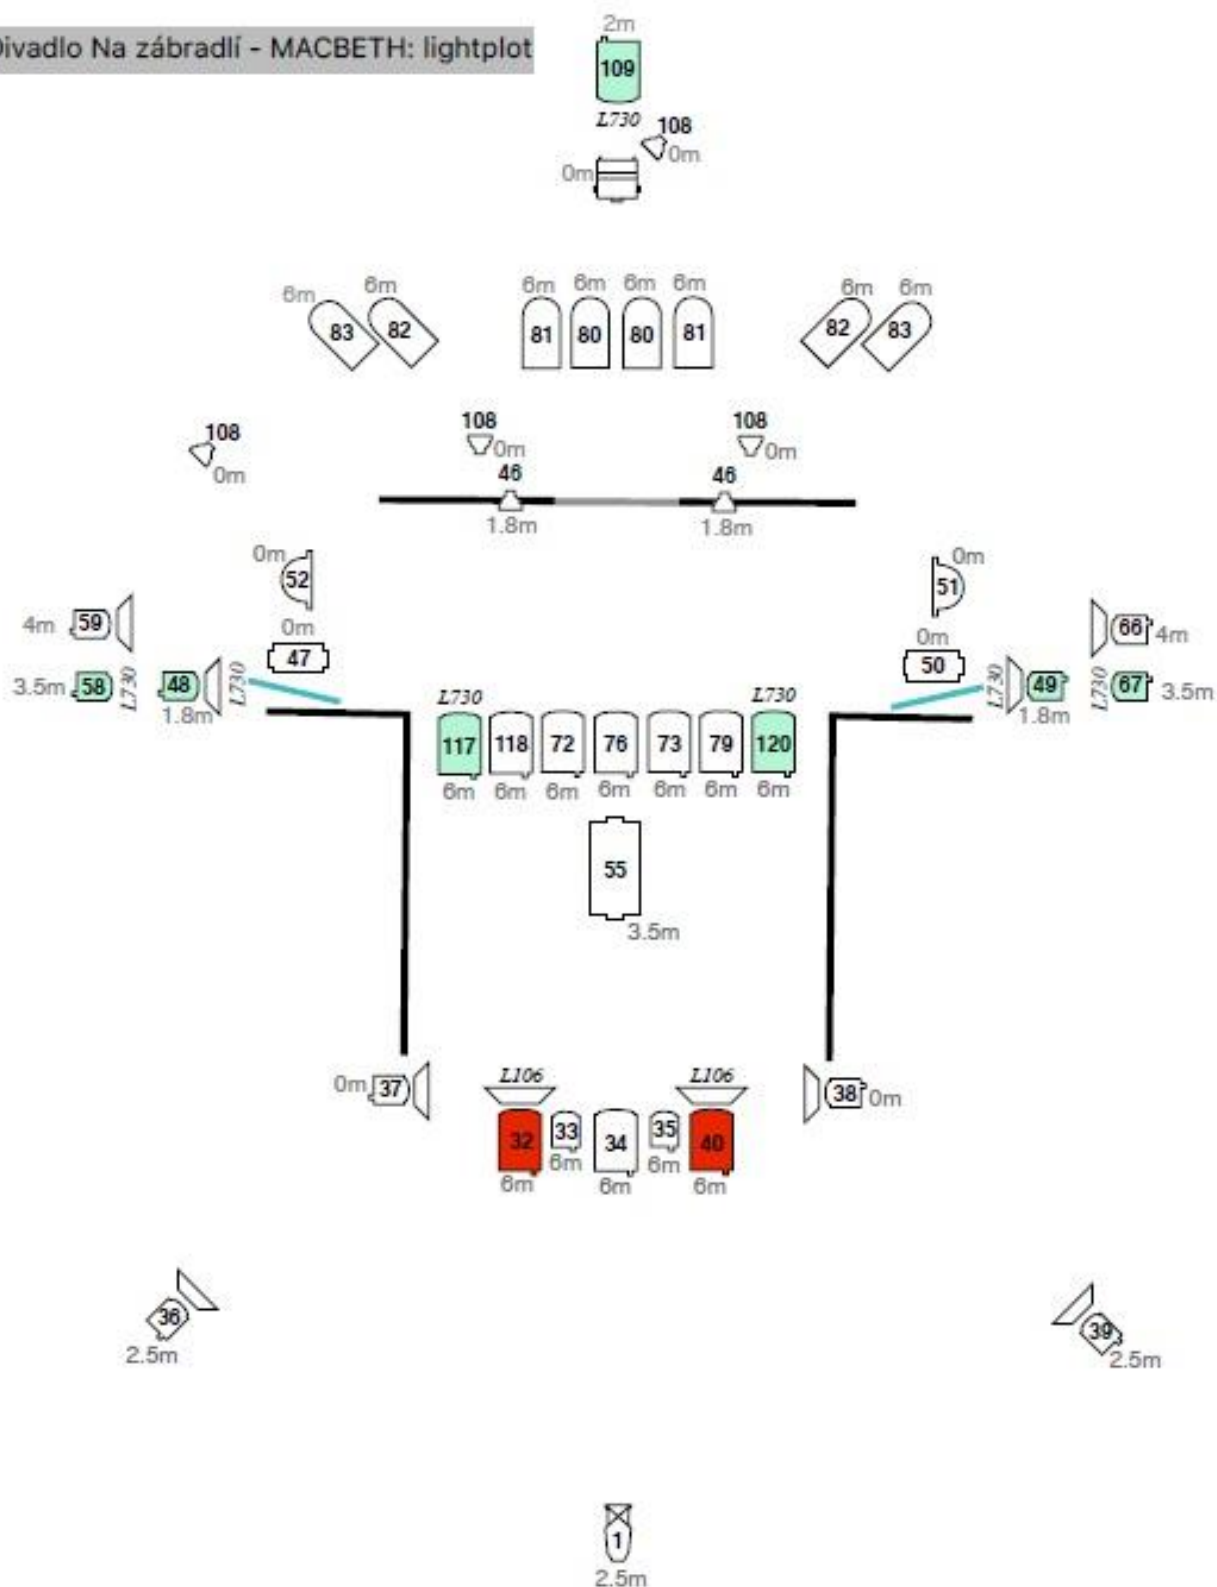 Divadlo Na zábradlí - MACBETH: lightplot
2m
109
L730
108
0m
0m
6m 6m 6m 6m 6m 6m 6m 6m
83 82 81 80 80 81 82 83
108 108 108
0m 0m 0m
46 46
1.8m 1.8m
0m 0m
52 51
0m 0m
4m 59 47 50 66 4m
3.5m 58 L730 48 L730 L730 49 L730 67 3.5m
1.8m 1.8m
L730 L730
117 118 72 76 73 79 120
6m 6m 6m 6m 6m 6m 6m
55
3.5m
0m 37 L106 L106 38 0m
32 33 34 35 40
6m 6m 6m 6m 6m
36 39
2.5m 2.5m
1
2.5m